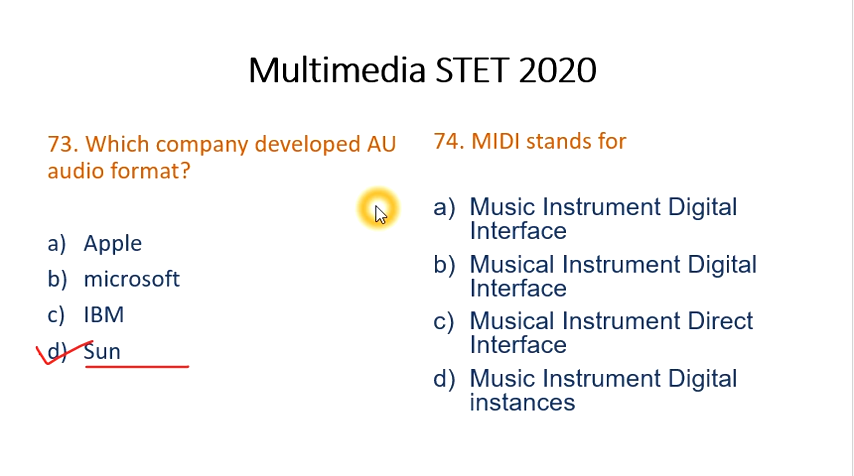 Multimedia STET 2020
73. Which company developed AU
audio format?
a) Apple
b) microsoft
c) IBM
d) Sun
74. MIDI stands for
a) Music Instrument Digital
Interface
b) Musical Instrument Digital
Interface
c) Musical Instrument Direct
Interface
d) Music Instrument Digital
instances